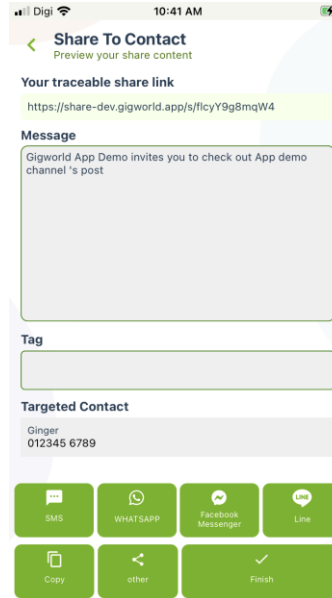 Digi 10:41 AM
Share To Contact
Preview your share content
Your traceable share link
https://share-dev.gigworld.app/s/flcyY9g8mqW4
Message
Gigworld App Demo invites you to check out App demo
channel 's post
Tag
Targeted Contact
Ginger
012345 6789
SMS
WHATSAPP
Facebook
Messenger
LINE
Line
Copy
other
Finish